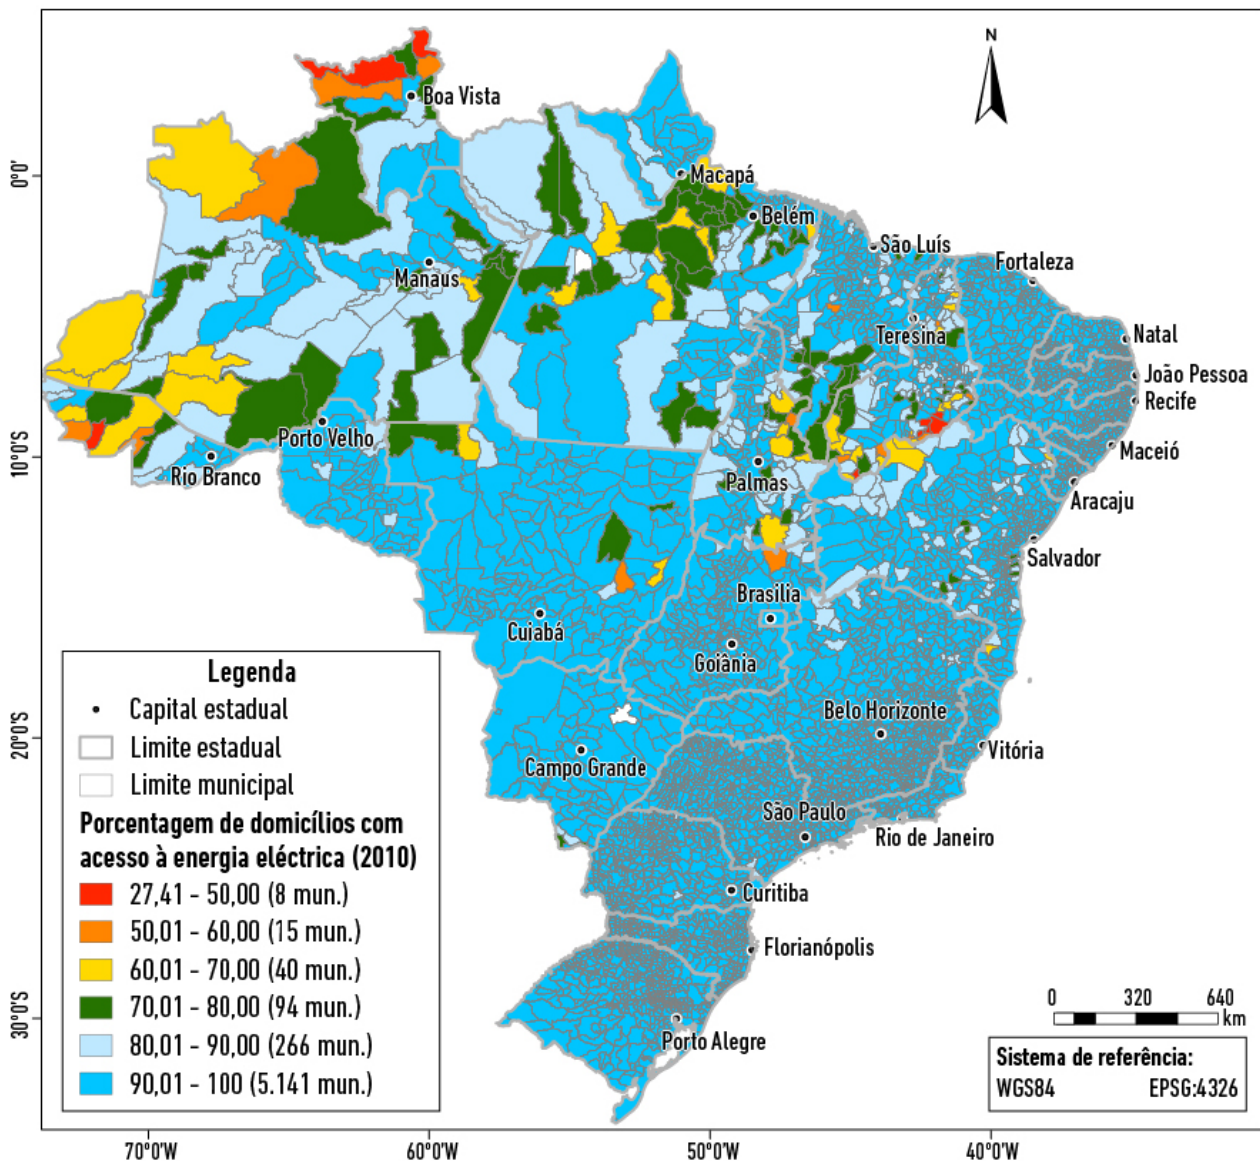 N
Boa Vista
0°
Macapá
Belém
São Luís
Fortaleza
Manaus
Teresina
Natal
João Pessoa
Recife
Porto Velho
Maceió
10°S
Rio Branco
Palmas
Aracaju
Salvador
Brasilia
Cuiabá
Goiânia
Belo Horizonte
20°S
Vitória
Campo Grande
São Paulo
Rio de Janeiro
Curitiba
Florianópolis
30°S
Porto Alegre
Legenda
Capital estadual
Limite estadual
Limite municipal
Porcentagem de domicílios com
acesso à energia eléctrica (2010)
27,41 - 50,00 (8 mun.)
50,01 - 60,00 (15 mun.)
60,01 - 70,00 (40 mun.)
70,01 - 80,00 (94 mun.)
80,01 - 90,00 (266 mun.)
90,01 - 100 (5.141 mun.)
0 320 640
km
Sistema de referência:
WGS84 EPSG:4326
70°0'W 60°0'W 50°0'W 40°0'W